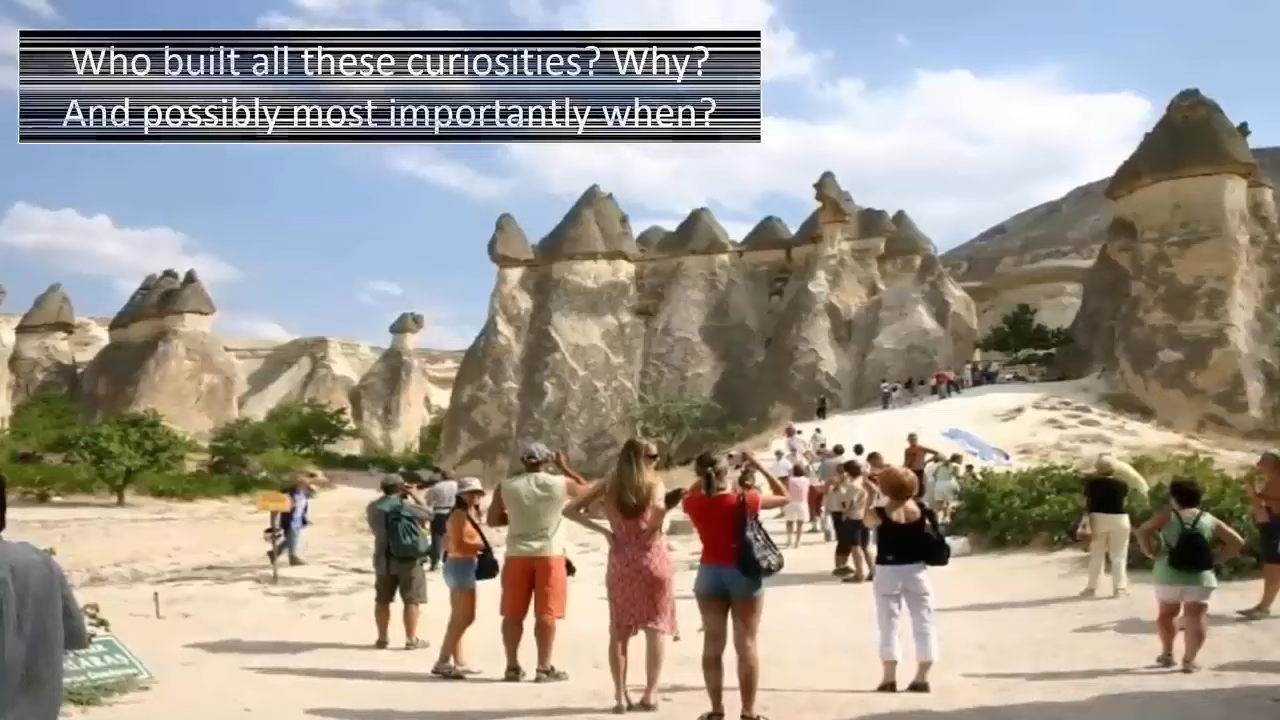 Who built all these curiosities? Why?
And possibly most importantly when?